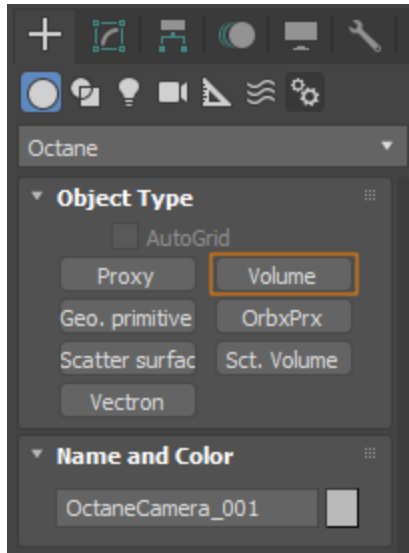 Octane
Object Type
AutoGrid
Proxy Volume
Geo. primitive OrbxPrx
Scatter surfac Sct. Volume
Vectron
Name and Color
OctaneCamera_001